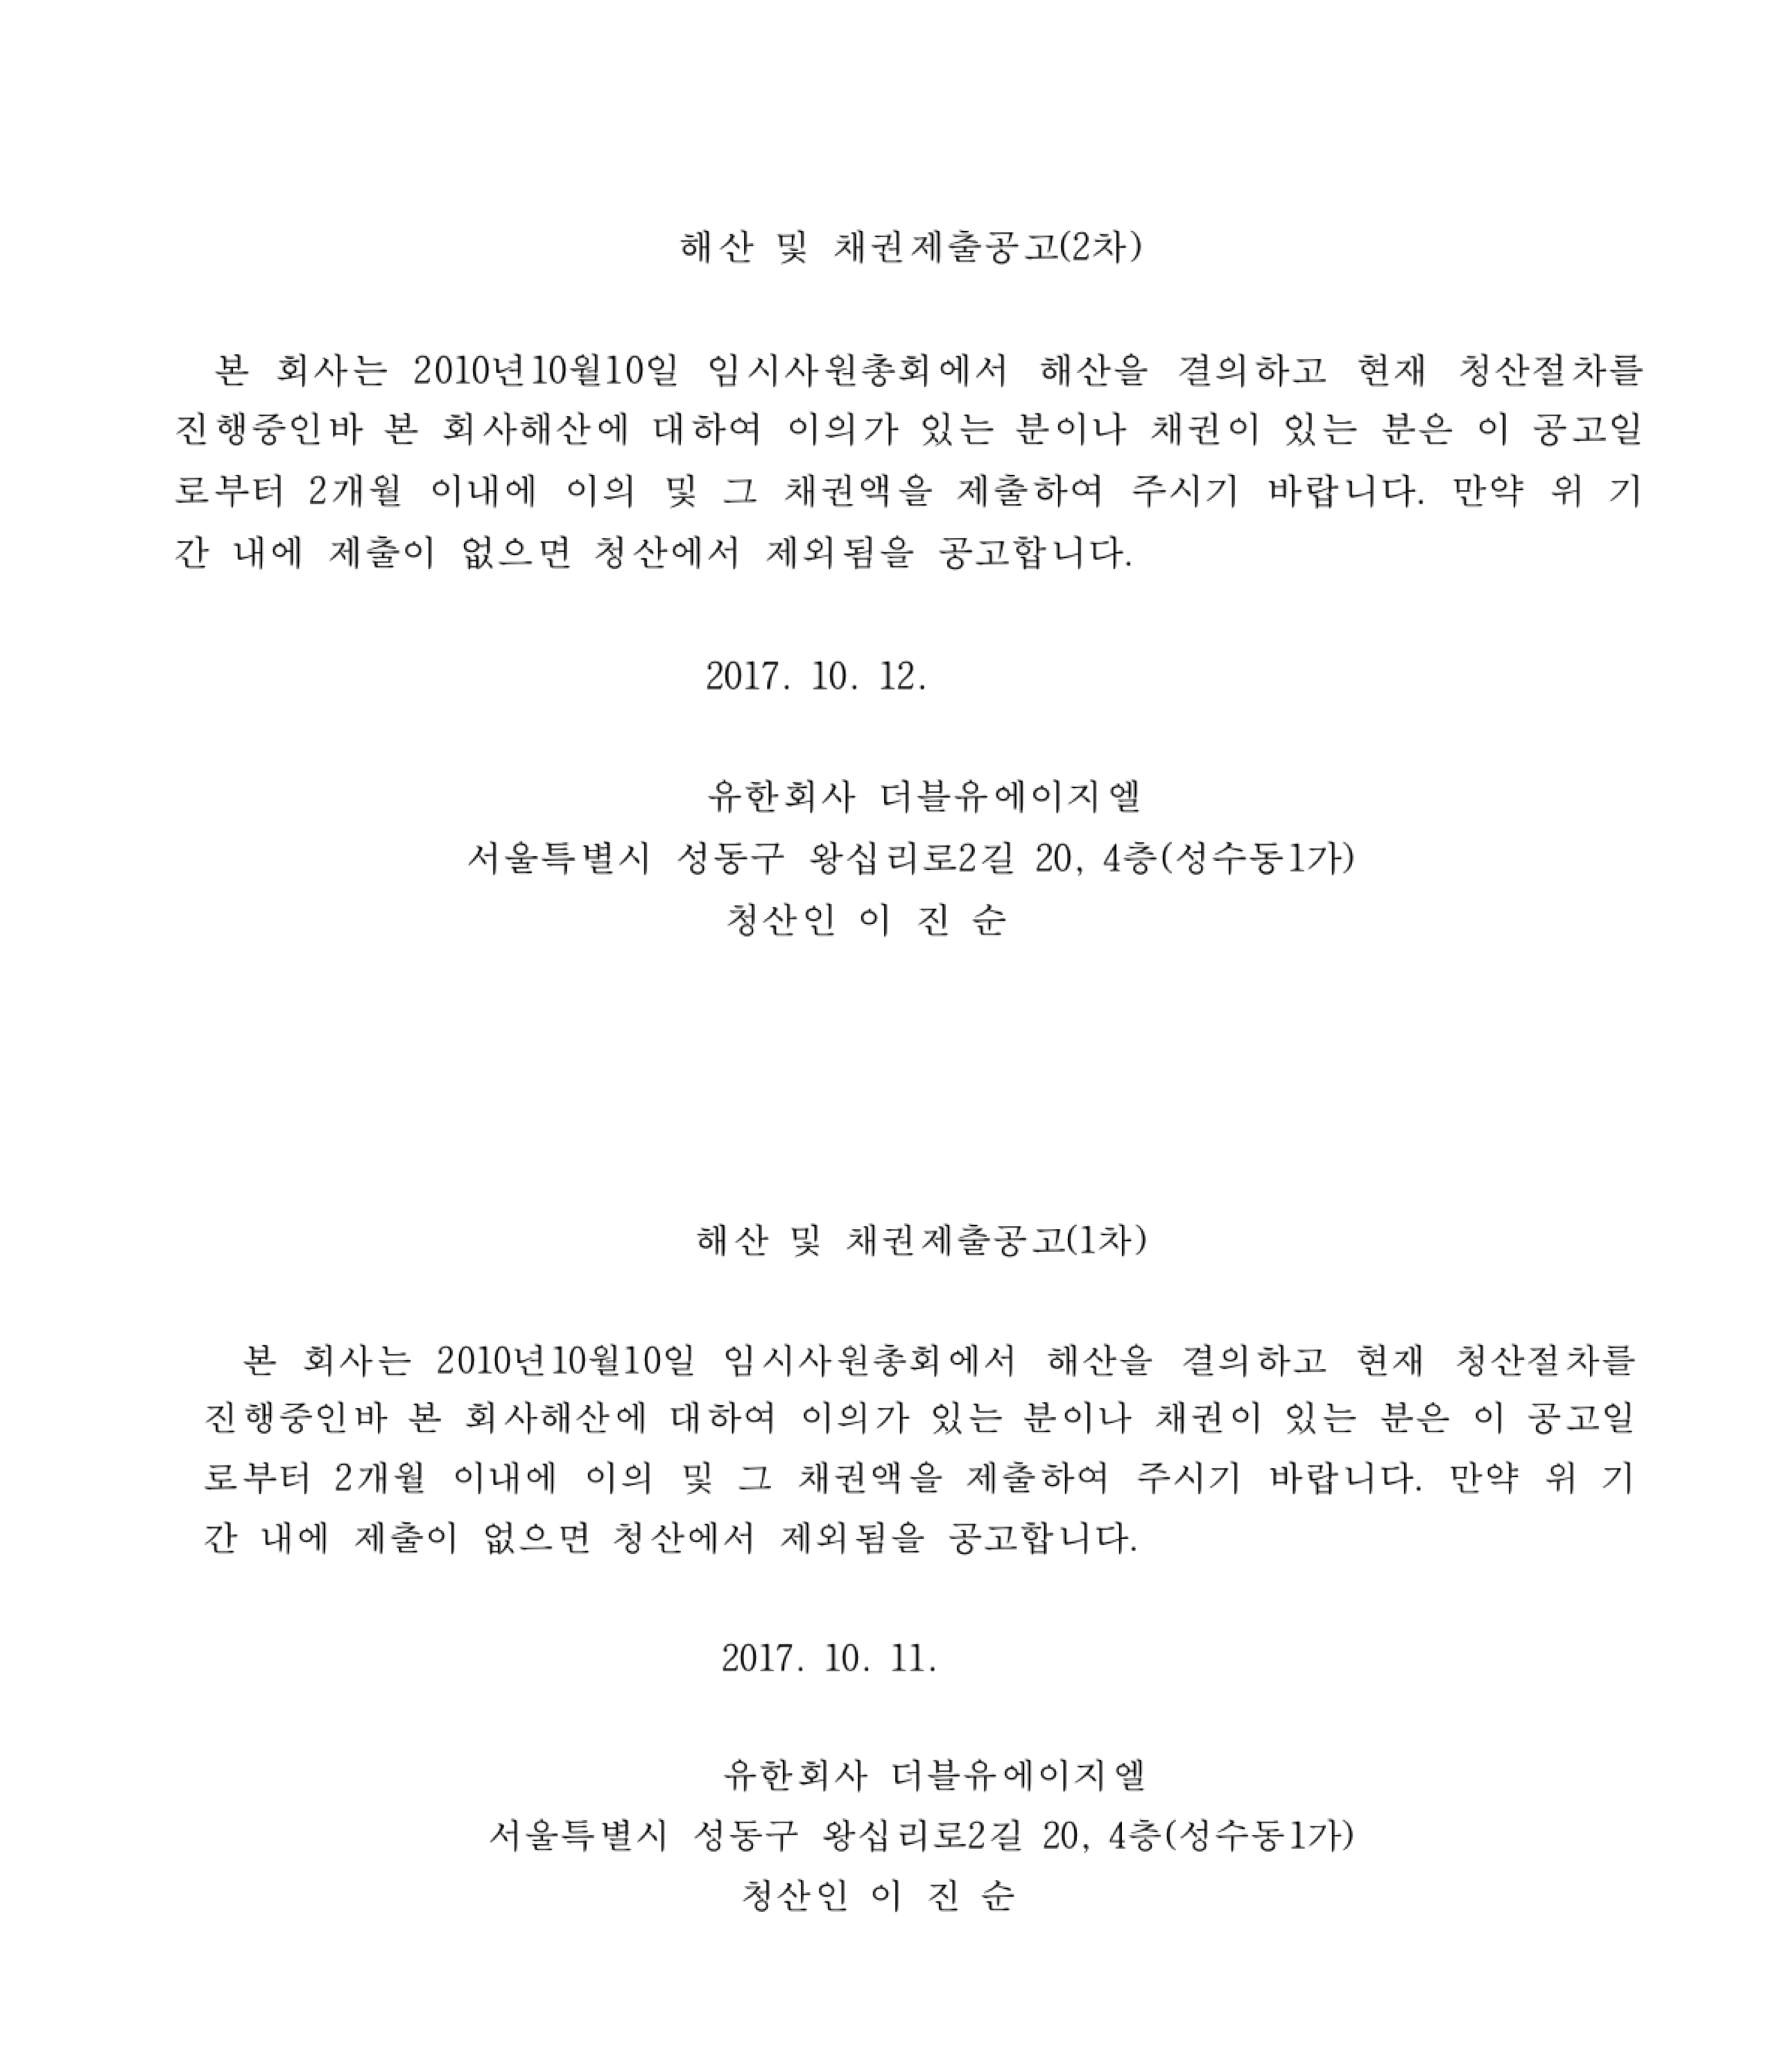 해산 및 채권제출공고(2차)
본 회사는 2010년10월10일 임시사원총회에서 해산을 결의하고 현재 청산절차를
진행중인바 본 회사해산에 대하여 이의가 있는 분이나 채권이 있는 분은 이 공고일
로부터 2개월 이내에 이의 및 그 채권액을 제출하여 주시기 바랍니다. 만약 위 기
간 내에 제출이 없으면 청산에서 제외됨을 공고합니다.
2017. 10. 12.
유한회사 더블유에이지엘
서울특별시 성동구 왕십리로2길 20, 4층(성수동1가)
청산인 이 진 순
해산 및 채권제출공고(1차)
본 회사는 2010년10월10일 임시사원총회에서 해산을 결의하고 현재 청산절차를
진행중인바 본 회사해산에 대하여 이의가 있는 분이나 채권이 있는 분은 이 공고일
로부터 2개월 이내에 이의 및 그 채권액을 제출하여 주시기 바랍니다. 만약 위 기
간 내에 제출이 없으면 청산에서 제외됨을 공고합니다.
2017. 10. 11.
유한회사 더블유에이지엘
서울특별시 성동구 왕십리로2길 20, 4층(성수동1가)
청산인 이 진 순